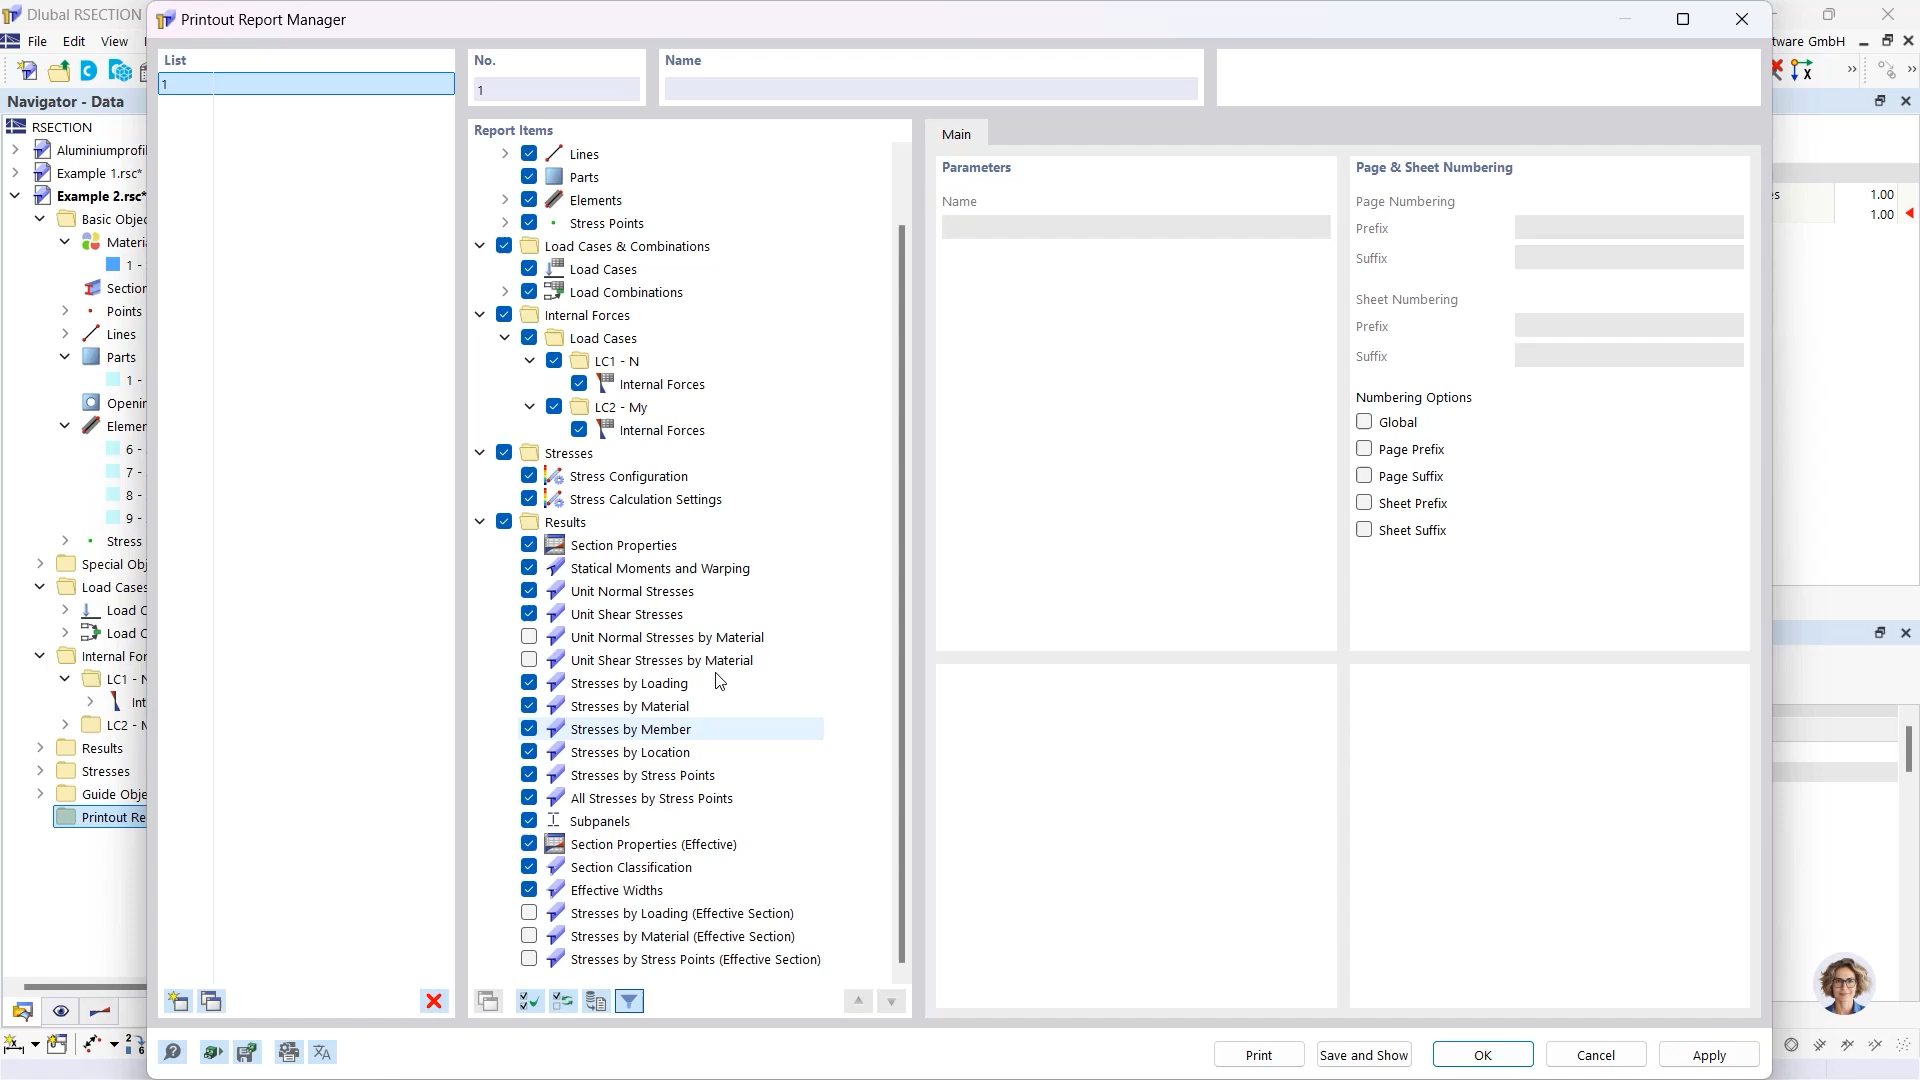 Dlubal RSECTION
Printout Report Manager
File
Edit
View
tware GmbH
Navigator - Data
RSECTION
Aluminiumprofil
Example 1.rsc*
Example 2.rsc*
Basic Objec
Materi
1 -
Section
Points
Lines
Parts
1 -
Openin
Elemen
6 -
7 -
8 -
9 -
Stress
Special Obj
Load Cases
Load C
Load C
Internal For
LC1 - N
Int
LC2 - M
Results
Stresses
Guide Obje
Printout Re
List
1
No.
1
Name
Report Items
Lines
Parts
Elements
Stress Points
Load Cases & Combinations
Load Cases
Load Combinations
Internal Forces
Load Cases
LC1 - N
Internal Forces
LC2 - My
Internal Forces
Stresses
Stress Configuration
Stress Calculation Settings
Results
Section Properties
Statical Moments and Warping
Unit Normal Stresses
Unit Shear Stresses
Unit Normal Stresses by Material
Unit Shear Stresses by Material
Stresses by Loading
Stresses by Material
Stresses by Member
Stresses by Location
Stresses by Stress Points
All Stresses by Stress Points
Subpanels
Section Properties (Effective)
Section Classification
Effective Widths
Stresses by Loading (Effective Section)
Stresses by Material (Effective Section)
Stresses by Stress Points (Effective Section)
Main
Parameters
Name
Page & Sheet Numbering
Page Numbering
Prefix
Suffix
Sheet Numbering
Prefix
Suffix
Numbering Options
Global
Page Prefix
Page Suffix
Sheet Prefix
Sheet Suffix
1.00
1.00
Print
Save and Show
OK
Cancel
Apply